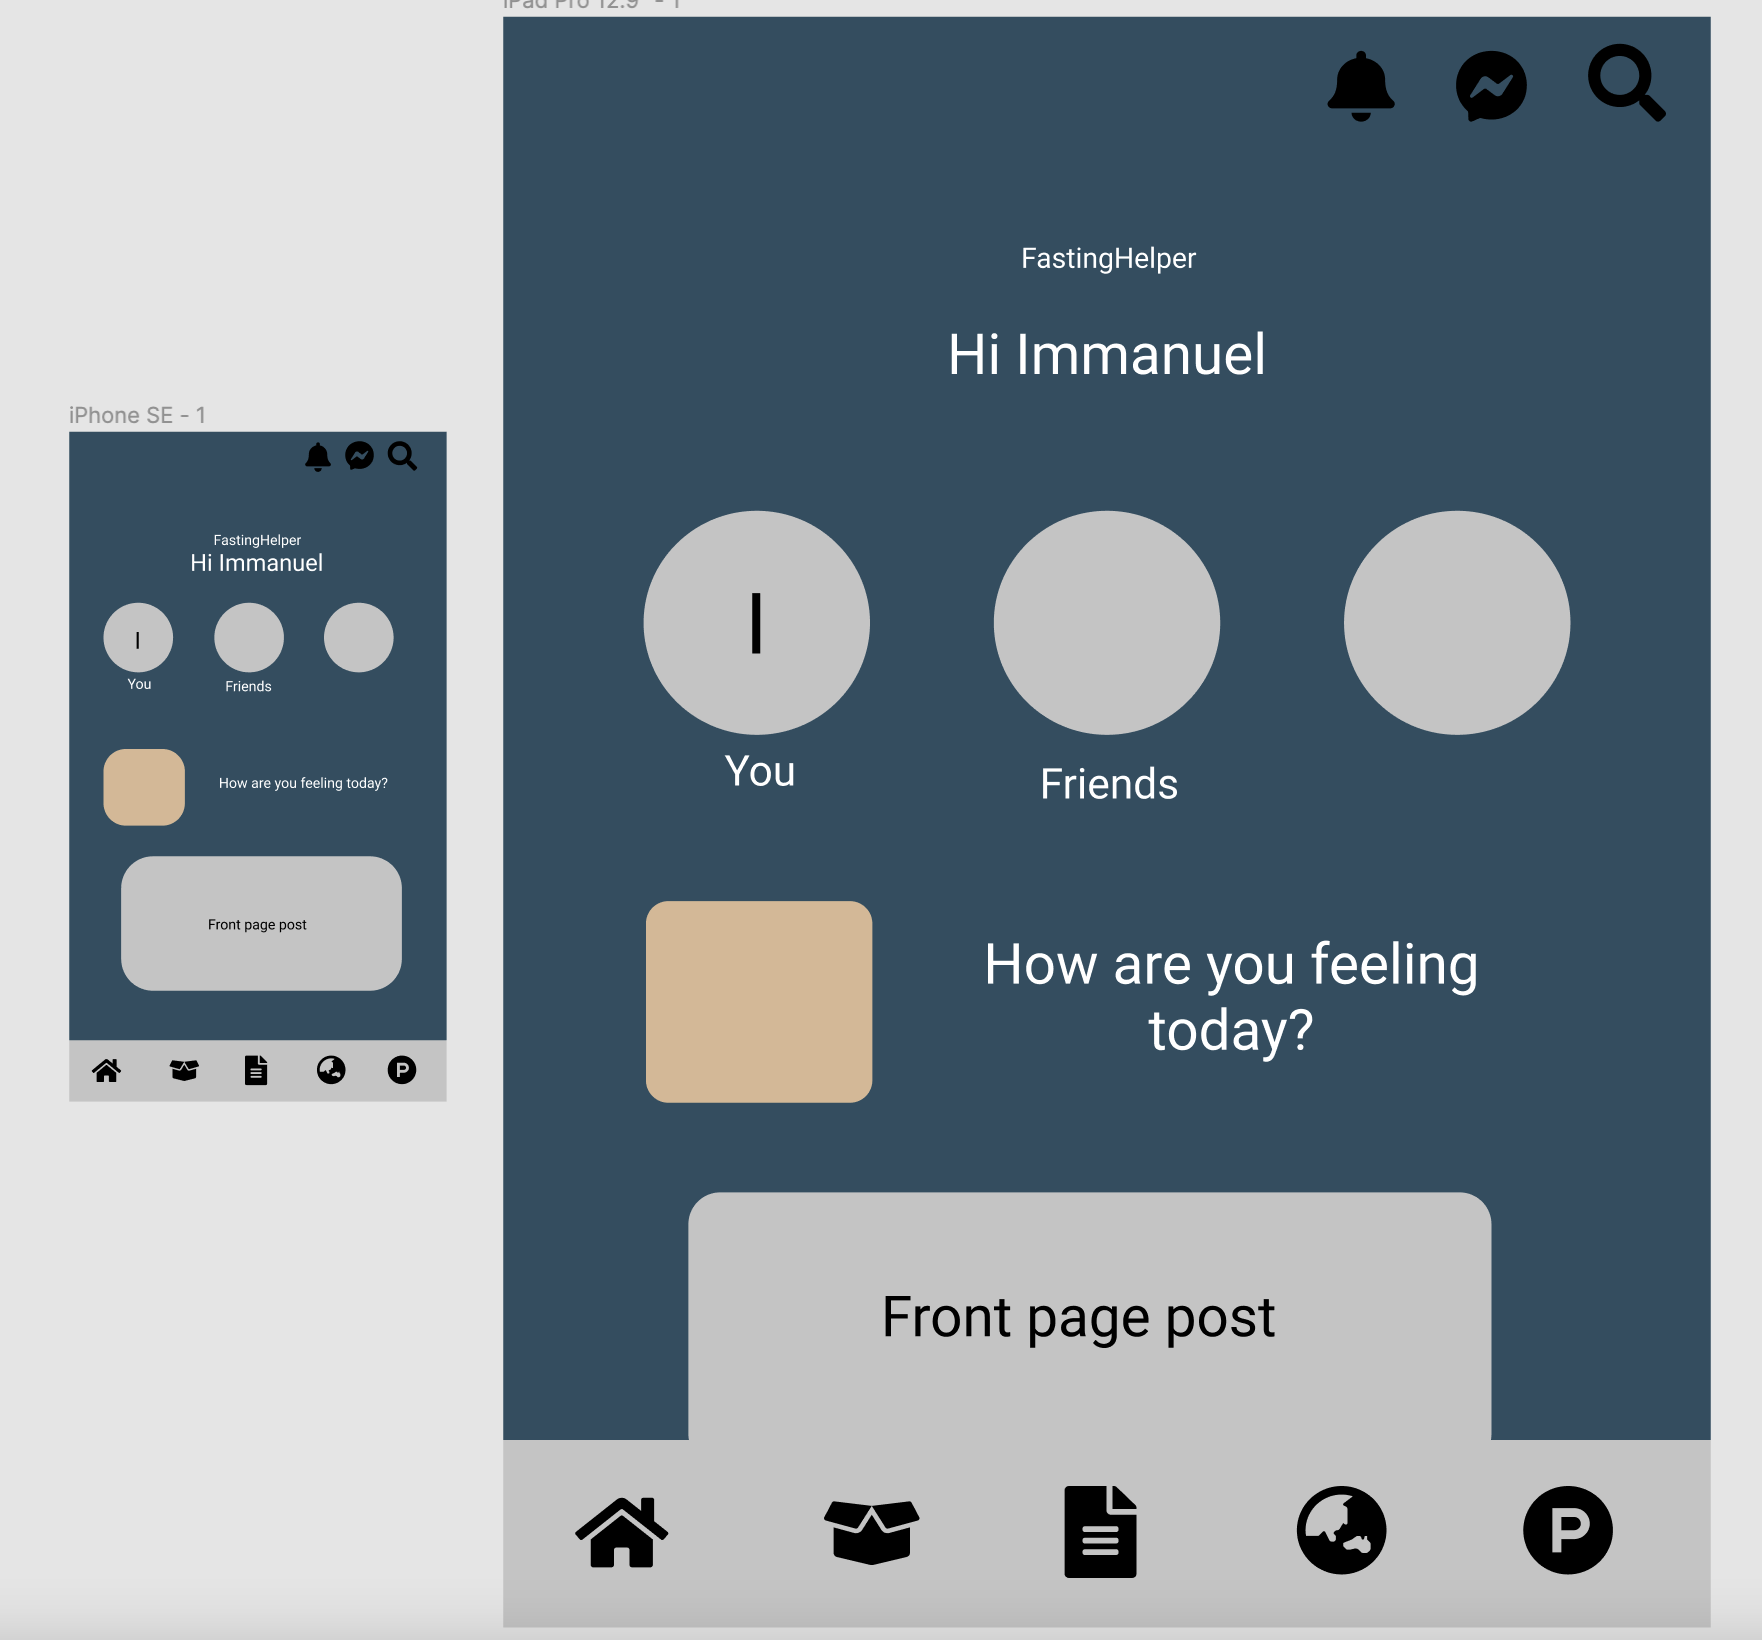 iPad Pro 12.9" - 1
FastingHelper
Hi Immanuel
I
You
Friends
How are you feeling
today?
Front page post
P
iPhone SE - 1
FastingHelper
Hi Immanuel
I
You
Friends
How are you feeling today?
Front page post
P